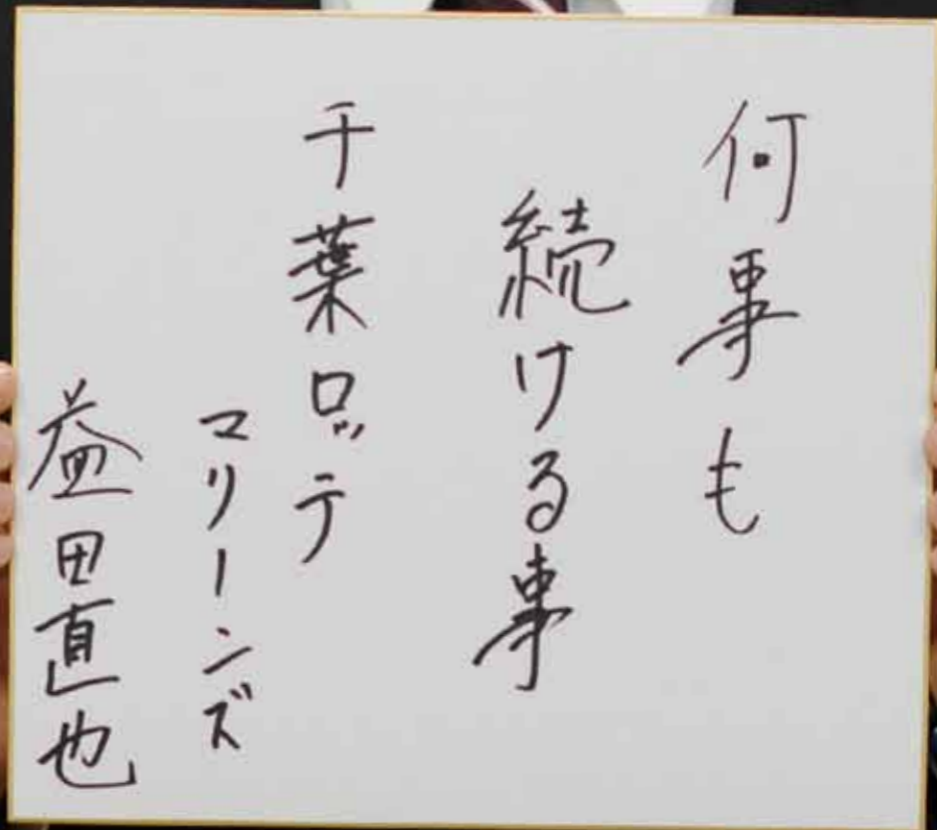 何事も
続ける事
千葉ロッテ
マリーンズ
益田直也